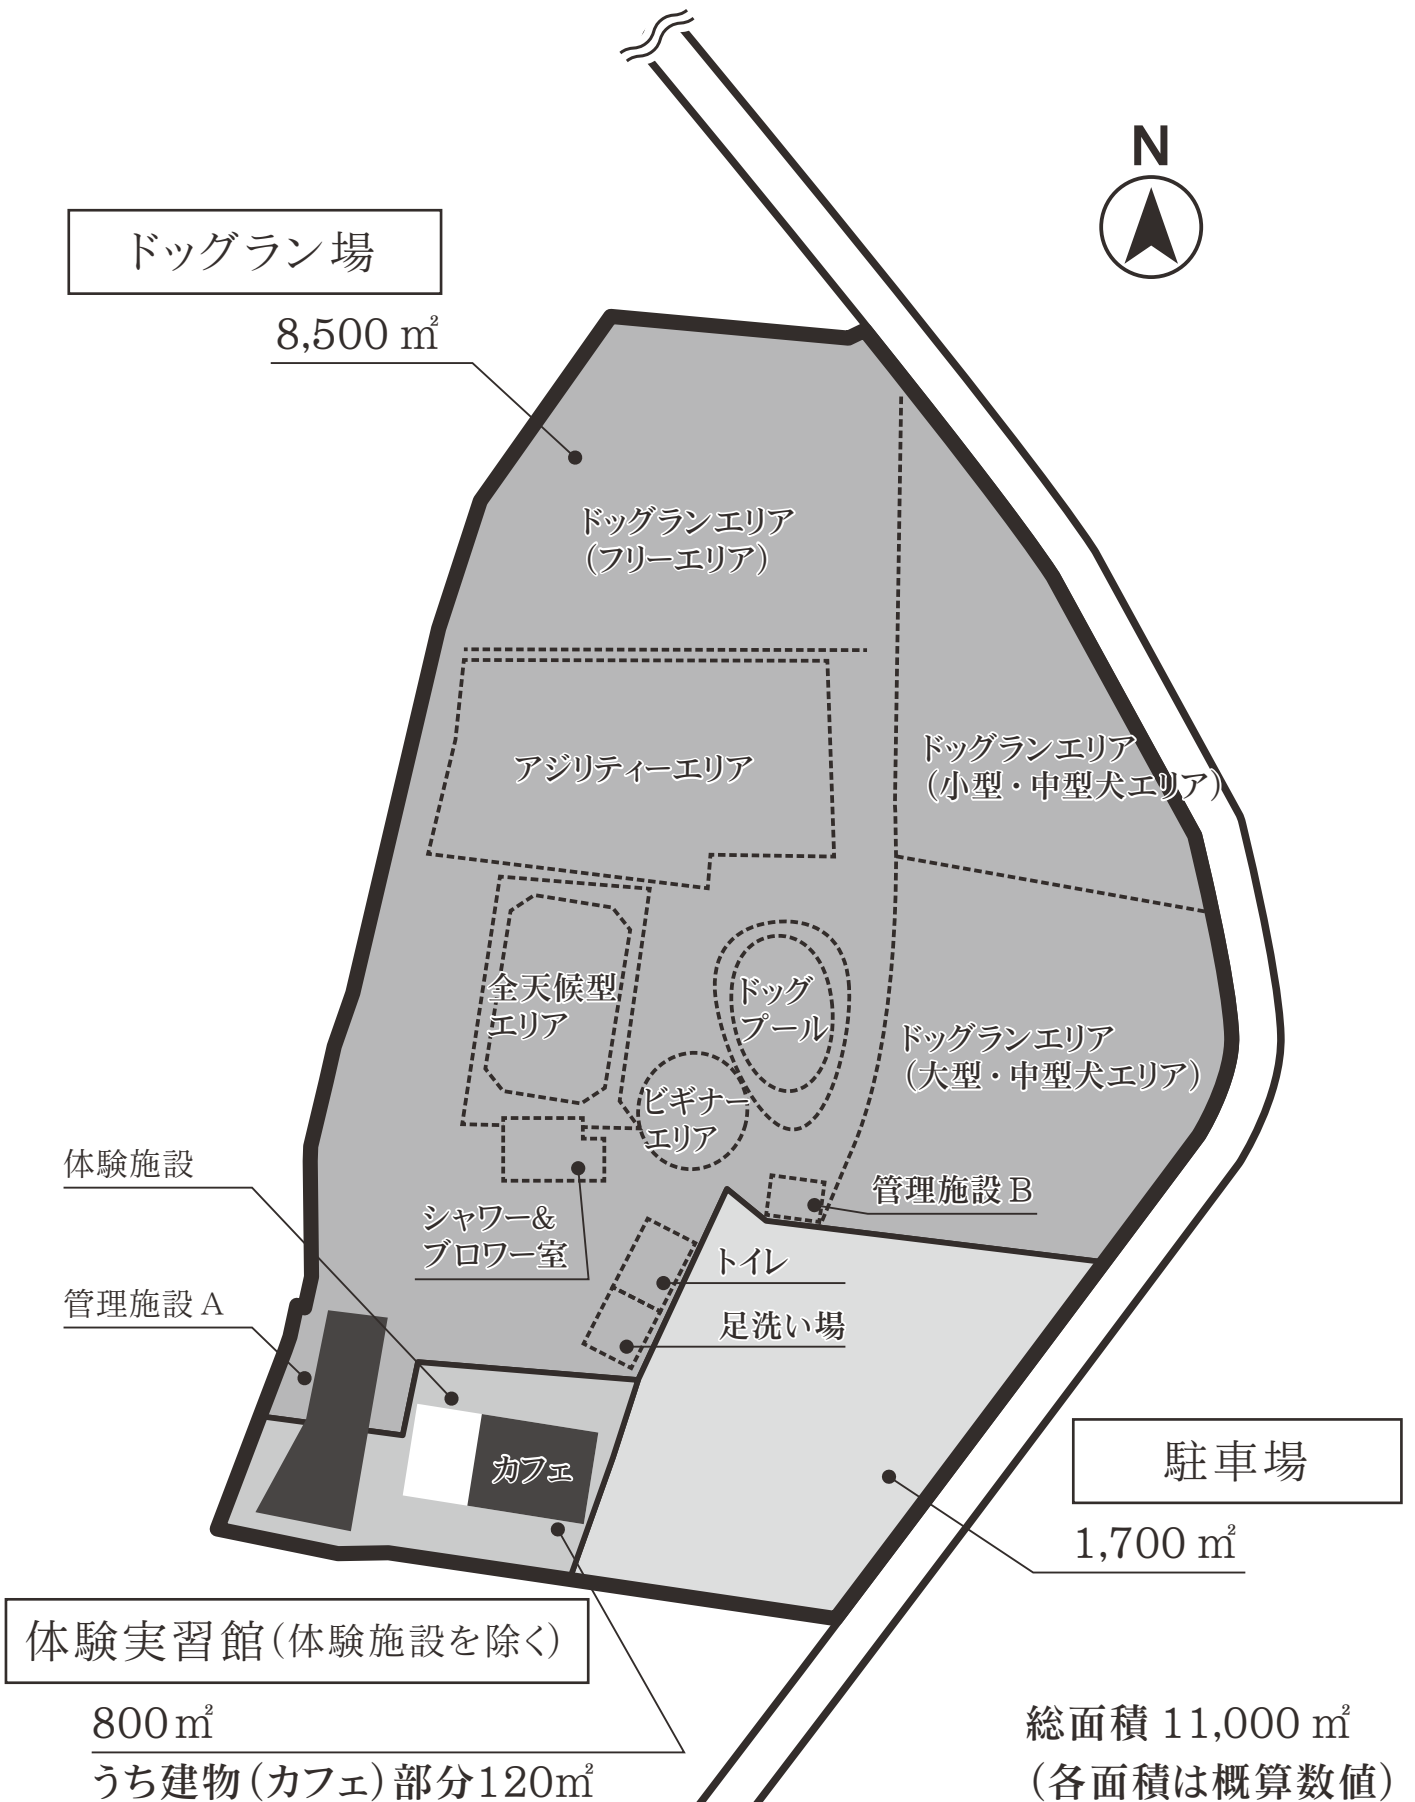 N
ドッグラン場
8,500 ㎡
ドッグランエリア
（フリーエリア）
アジリティーエリア
ドッグランエリア
（小型・中型犬エリア）
全天候型
エリア
ドッグ
プール
ドッグランエリア
（大型・中型犬エリア）
ビギナー
エリア
体験施設
管理施設 B
シャワー&
ブロワー室
トイレ
管理施設 A
足洗い場
カフェ
駐車場
1,700 ㎡
体験実習館（体験施設を除く）
800㎡
うち建物（カフェ）部分120㎡
総面積 11,000 ㎡
（各面積は概算数値）